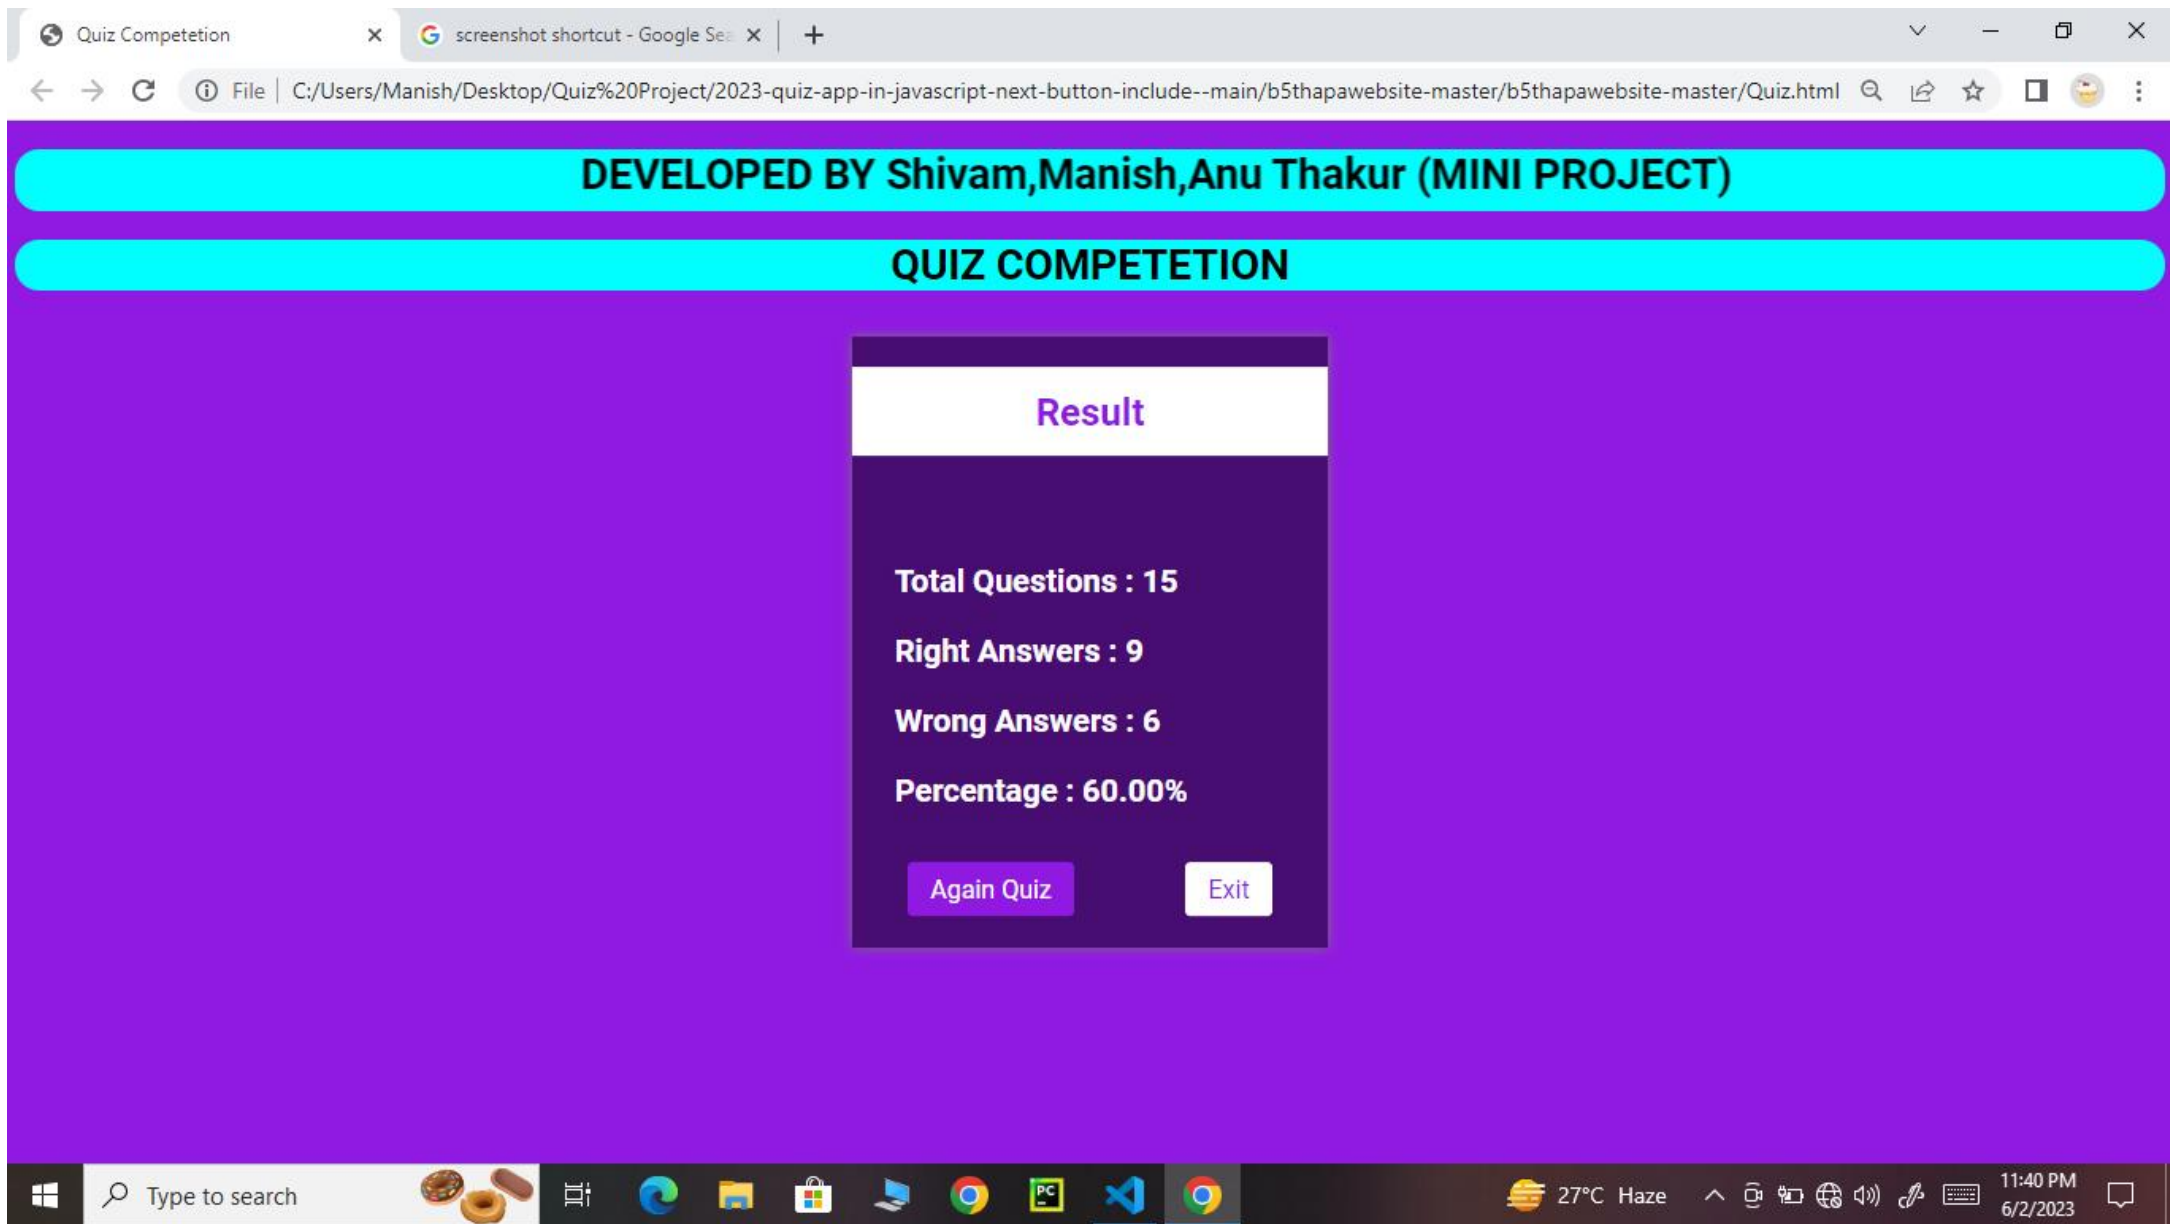 Quiz Competetion
screenshot shortcut - Google Sea
File | C:/Users/Manish/Desktop/Quiz%20Project/2023-quiz-app-in-javascript-next-button-include--main/b5thapawebsite-master/b5thapawebsite-master/Quiz.html
DEVELOPED BY Shivam,Manish,Anu Thakur (MINI PROJECT)
QUIZ COMPETETION
Result
Total Questions : 15
Right Answers : 9
Wrong Answers : 6
Percentage : 60.00%
Again Quiz
Exit
Type to search
PC
27°C Haze
11:40 PM
6/2/2023